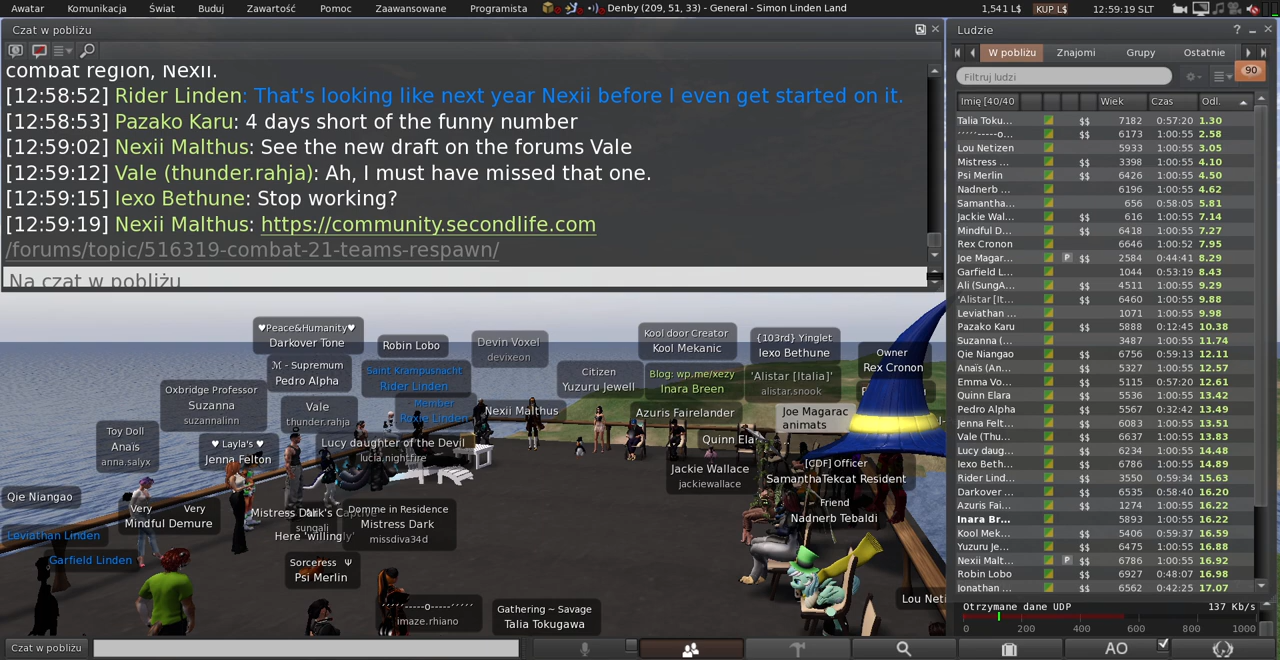 Awatar Komunikacja Świat Buduj Zawartość Pomoc Zaawansowane Programista Denby (209, 51, 33) - General - Simon Linden Land 1,541 L$ KUP L$ 12:59:19 SLT
Czat w pobliżu
combat region, Nexii.
[12:58:52] Rider Linden: That's looking like next year Nexii before I even get started on it.
[12:58:53] Pazako Karu: 4 days short of the funny number
[12:59:02] Nexii Malthus: See the new draft on the forums Vale
[12:59:12] Vale (thunder.rahja): Ah, I must have missed that one.
[12:59:15] Iexo Bethune: Stop working?
[12:59:19] Nexii Malthus: https://community.secondlife.com
/forums/topic/516319-combat-21-teams-respawn/
Na czat w pobliżu
Ludzie
W pobliżu Znajomi Grupy Ostatnie
90
Filtruj ludzi
Imię [40/40 Wiek Czas Odl.
Talia Toku... $$ 7182 0:57:20 1.30
′′′′′-----o... $$ 6173 1:00:55 2.58
Lou Netizen 5933 1:00:55 3.05
Mistress ... $$ 3398 1:00:55 4.10
Psi Merlin $$ 6426 1:00:55 4.50
Nadnerb ... 6196 1:00:55 4.62
Samantha... 656 0:58:05 5.81
Jackie Wal... $$ 616 1:00:55 7.14
Mindful D... $$ 6418 1:00:55 7.27
Rex Cronon 6646 1:00:52 7.95
Joe Magar... P $$ 2584 0:44:41 8.29
Garfield L... 1044 0:53:19 8.43
Ali (SungA... $$ 4511 1:00:55 9.29
'Alistar [It... $$ 6460 1:00:55 9.88
Leviathan ... 1071 1:00:55 9.98
Pazako Karu $$ 5888 0:12:45 10.38
Suzanna (... 3487 1:00:55 11.74
Qie Niangao $$ 6756 0:59:13 12.11
Anais (An... $$ 5327 1:00:55 12.57
Emma Vo... $$ 5115 0:57:20 12.61
Quinn Elara $$ 5536 1:00:55 13.42
Pedro Alpha $$ 5567 0:32:42 13.49
Jenna Felt... $$ 6083 1:00:55 13.51
Vale (Thu... $$ 6637 1:00:55 13.83
Lucy daug... $$ 6234 1:00:55 14.48
Iexo Beth... $$ 6786 1:00:55 14.89
Rider Lind... $$ 3550 0:59:34 15.63
Darkover ... $$ 6535 0:58:40 16.20
Azuris Fai... $$ 1274 1:00:55 16.22
Inara Br... 5893 1:00:55 16.22
Kool Mek... $$ 5406 0:59:37 16.59
Yuzuru Je... $$ 6475 1:00:55 16.88
Nexii Malt... P $$ 6786 1:00:55 16.92
Robin Lobo $$ 6927 0:48:07 16.98
Jonathan ... $$ 6562 0:42:25 17.07
Otrzymane dane UDP 137 Kb/s
0 200 400 600 800 1000
♥Peace&Humanity♥
Darkover Tone
Robin Lobo
Devin Voxel
devixeon
Kool door Creator
Kool Mekanic
{103rd} Yinglet
Iexo Bethune
Owner
Rex Cronon
ℳ - Supremum
Pedro Alpha
Saint Krampusnacht
Rider Linden
Citizen
Yuzuru Jewell
Blog: wp.me/xezy
Inara Breen
'Alistar [Italia]'
alistar.snook
Oxbridge Professor
Suzanna
suzannalinn
Vale
thunder.rahja
Member
Roxie Linden
Nexii Malthus
Azuris Fairelander
Joe Magarac
animats
Toy Doll
Anais
anna.salyx
♥ Layla's ♥
Jenna Felton
Lucy daughter of the Devil
lucia.nightfire
Quinn Ela
Jackie Wallace
jackiewallace
[CDF] Officer
SamanthaTekcat Resident
Qie Niangao
Very Very
Mindful Demure
Mistress Dark's Captive
sungali
Here 'willingly'
Domme in Residence
Mistress Dark
missdiva34d
Friend
Nadnerb Tebaldi
Leviathan Linden
Garfield Linden
Sorceress Ψ
Psi Merlin
′′′′′-----o-----′′′′′
imaze.rhiano
Gathering ~ Savage
Talia Tokugawa
Lou Neti
Czat w pobliżu
AO